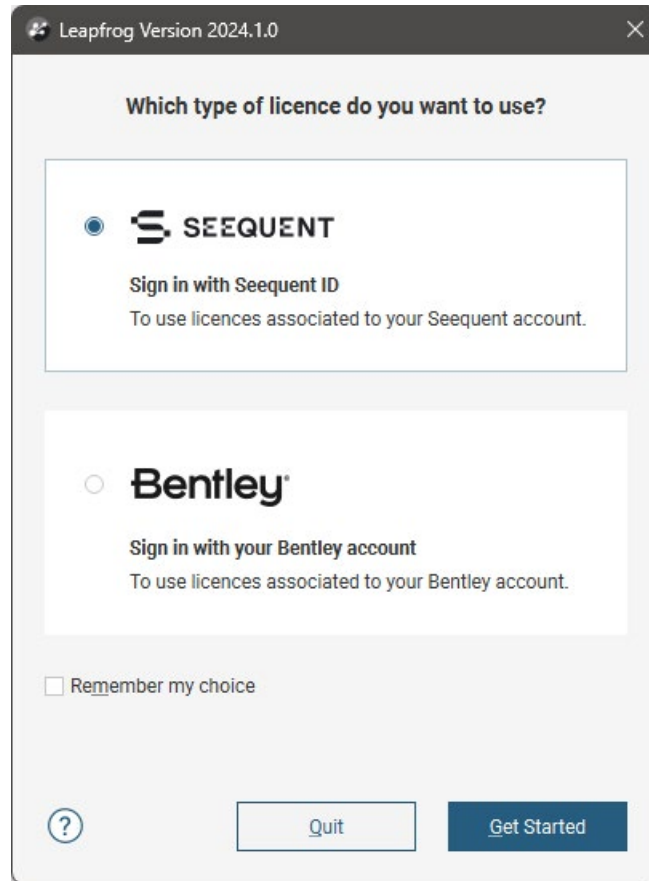 Leapfrog Version 2024.1.0
Which type of licence do you want to use?
SEEQUENT
Sign in with Seequent ID
To use licences associated to your Seequent account.
Bentley®
Sign in with your Bentley account
To use licences associated to your Bentley account.
Remember my choice
?
Quit
Get Started